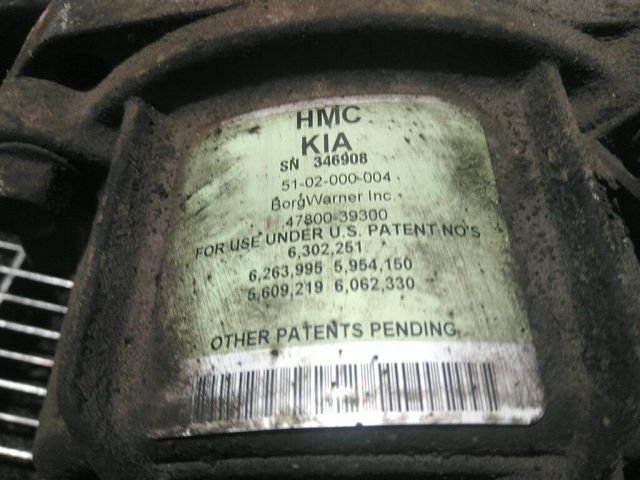 HMC
KIA
SN 346908
51-02-000-004
BorgWarner Inc.
47800-39300
FOR USE UNDER U.S. PATENT NO'S
6,302,251
6,263,995 5,954,150
5,609,219 6,062,330
OTHER PATENTS PENDING.